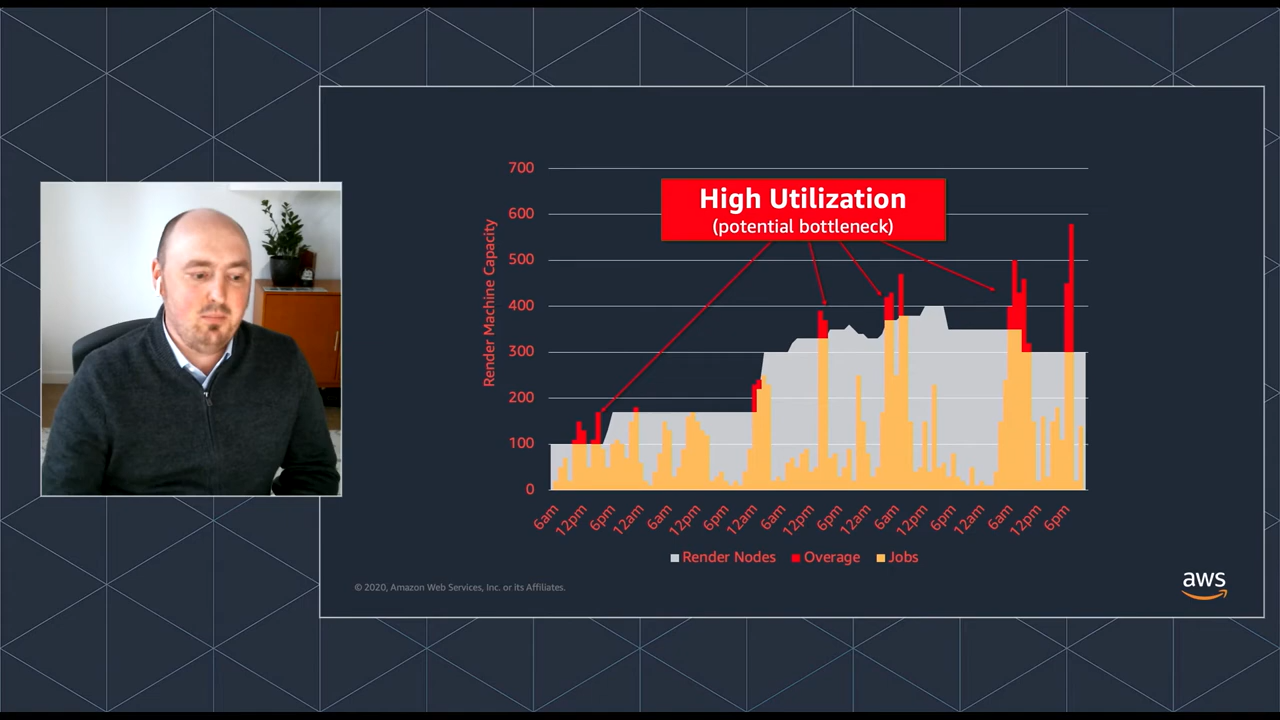 High Utilization
(potential bottleneck)
Render Machine Capacity
700
600
500
400
300
200
100
0
6am 12pm 6pm 12am 6am 12pm 6pm 12am 6am 12pm 6pm 12am 6am 12pm 6pm 12am 6am 12pm 6pm
Render Nodes Overage Jobs
© 2020, Amazon Web Services, Inc. or its Affiliates.
aws